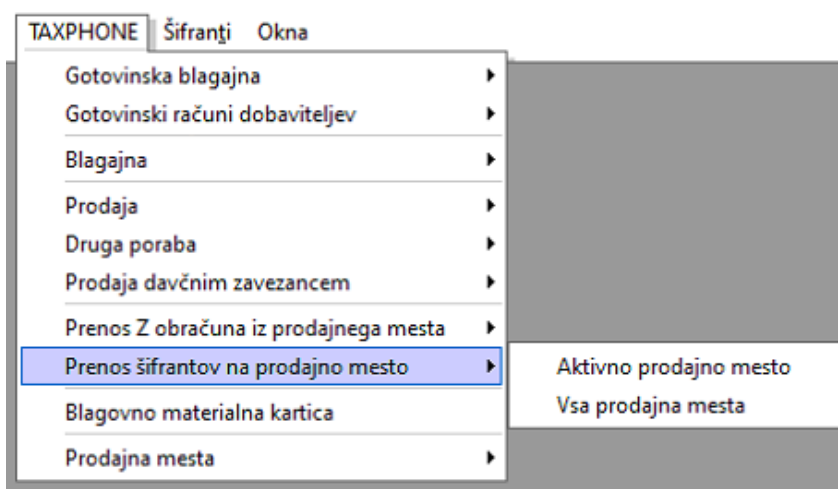 TAXPHONE Šifranti Okna
Gotovinska blagajna
Gotovinski računi dobaviteljev
Blagajna
Prodaja
Druga poraba
Prodaja davčnim zavezancem
Prenos Z obračuna iz prodajnega mesta
Prenos šifrantov na prodajno mesto
Aktivno prodajno mesto
Vsa prodajna mesta
Blagovno materialna kartica
Prodajna mesta